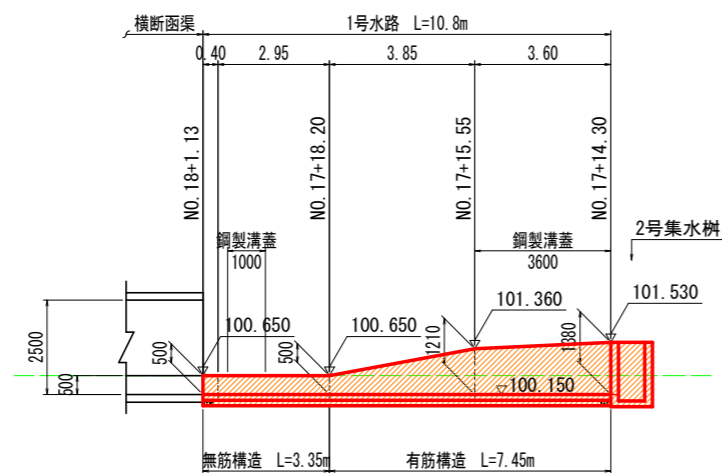 横断函渠
1号水路 L=10.8m
0.40
2.95
3.85
3.60
NO.18+1.13
NO.17+18.20
NO.17+15.55
NO.17+14.30
2号集水桝
鋼製溝蓋
1000
鋼製溝蓋
3600
101.530
101.360
100.650
100.650
2500
500
500
1210
1380
600
100.150
無筋構造 L=3.35m
有筋構造 L=7.45m